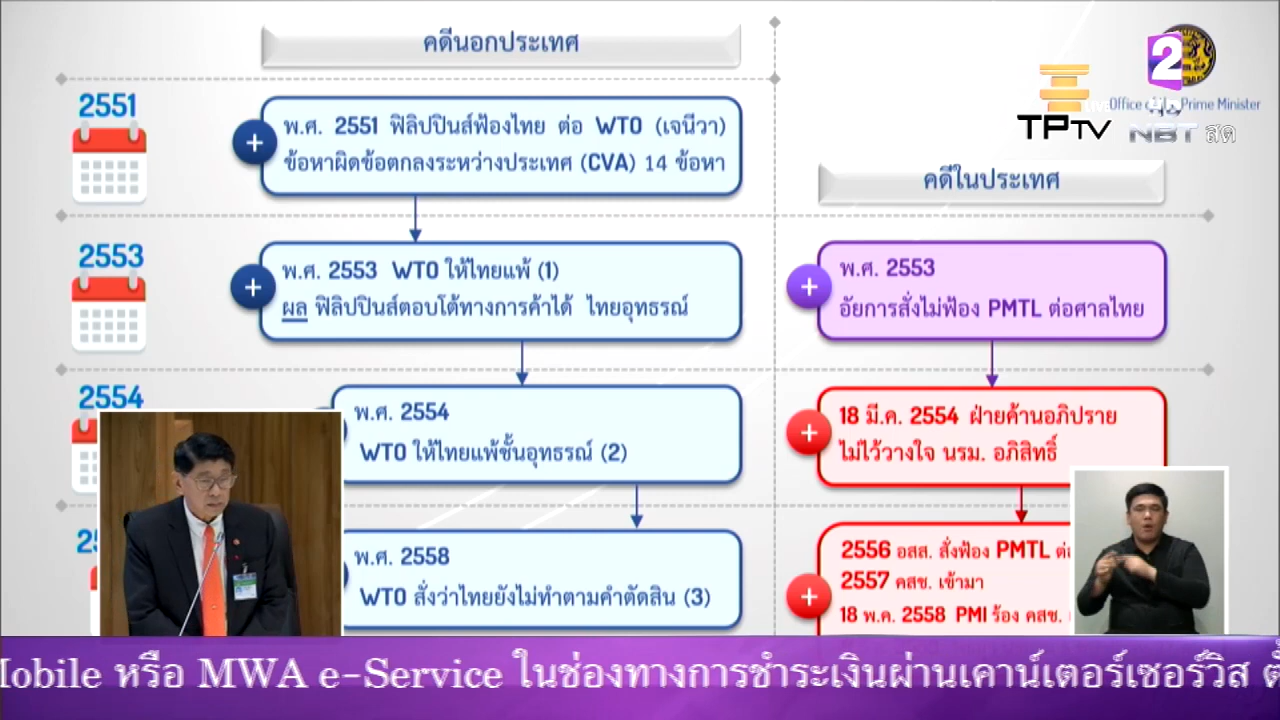 คดีนอกประเทศ
2551
พ.ศ. 2551 ฟิลิปปินส์ฟ้องไทย ต่อ WTO (เจนีวา)
ข้อหาผิดข้อตกลงระหว่างประเทศ (CVA) 14 ข้อหา
2
Office of the Prime Minister
TPTV
NBT สด
คดีในประเทศ
2553
พ.ศ. 2553 WTO ให้ไทยแพ้ (1)
ผล ฟิลิปปินส์ตอบโต้ทางการค้าได้ ไทยอุทธรณ์
พ.ศ. 2553
อัยการสั่งไม่ฟ้อง PMTL ต่อศาลไทย
2554
พ.ศ. 2554
WTO ให้ไทยแพ้ชั้นอุทธรณ์ (2)
18 มี.ค. 2554 ฝ่ายค้านอภิปราย
ไม่ไว้วางใจ นรม. อภิสิทธิ์
พ.ศ. 2558
WTO สั่งว่าไทยยังไม่ทำตามคำตัดสิน (3)
2556 อสส. สั่งฟ้อง PMTL
2557 คสช. เข้ามา
18 พ.ค. 2558 PMI ร้อง คสช.
Mobile หรือ MWA e-Service ในช่องทางการชำระเงินผ่านเคาน์เตอร์เซอร์วิส